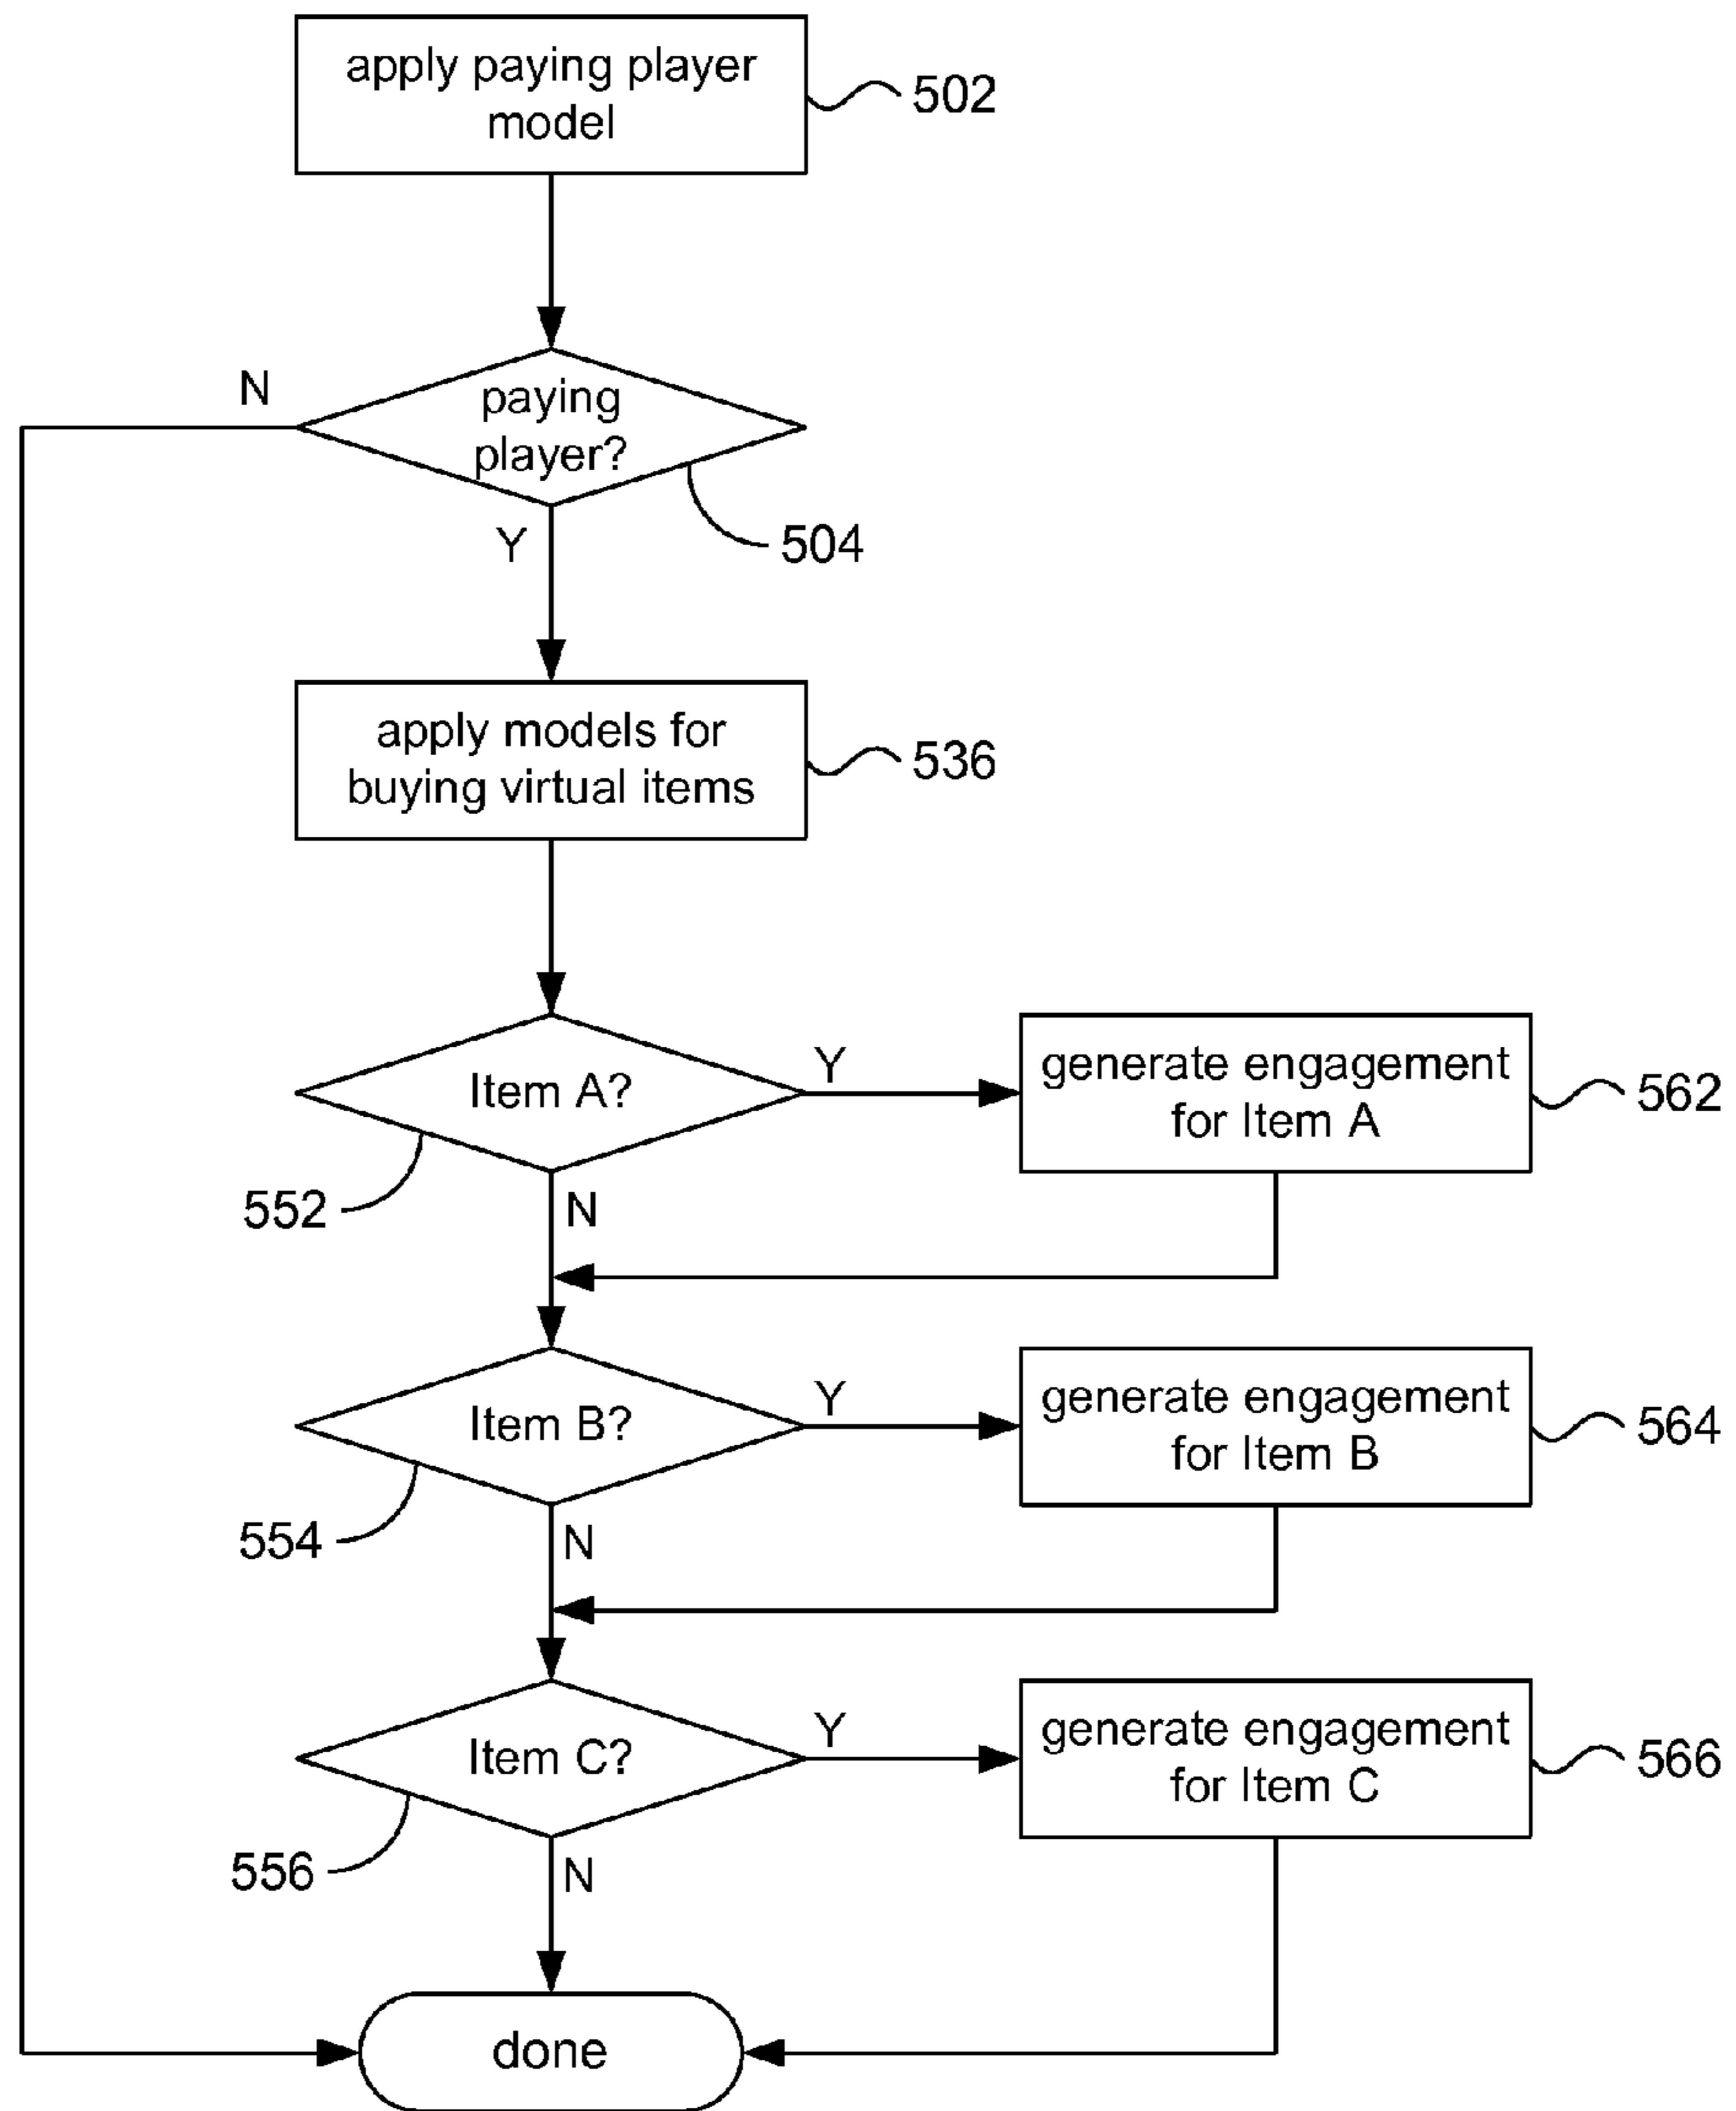 apply paying player
model
502
N
paying
player?
Y
504
apply models for
buying virtual items
536
Item A?
Y
generate engagement
for Item A
562
552
N
Item B?
Y
generate engagement
for Item B
564
554
N
Item C?
Y
generate engagement
for Item C
566
556
N
done